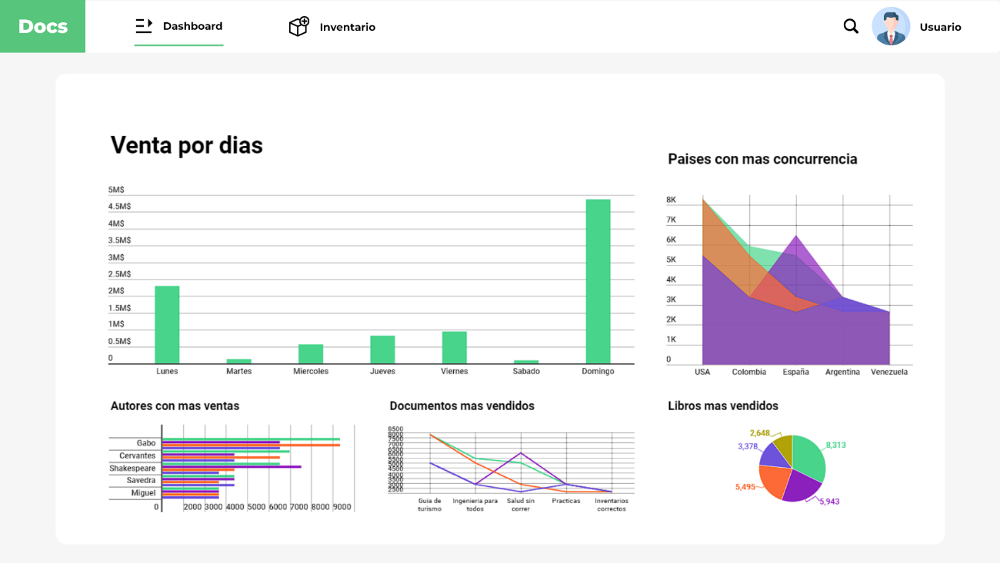 Docs
Dashboard
Inventario
Usuario
Venta por dias
5M$
4.5M$
4M$
3.5M$
3M$
2.5M$
2M$
1.5M$
1M$
0.5M$
0
Lunes Martes Miercoles Jueves Viernes Sabado Domingo
Paises con mas concurrencia
8K
7K
6K
5K
4K
3K
2K
1K
0
USA Colombia España Argentina Venezuela
Autores con mas ventas
Gabo
Cervantes
Shakespeare
Savedra
Miguel
0 2000 3000 4000 5000 6000 7000 8000 9000
Documentos mas vendidos
8500
8000
7500
7000
6500
6000
5500
5000
4500
4000
3500
3000
2500
Guia de turismo
Ingenieria para todos
Salud sin correr
Practicas
Inventarios correctos
Libros mas vendidos
2,648
8,313
3,378
5,495
5,943